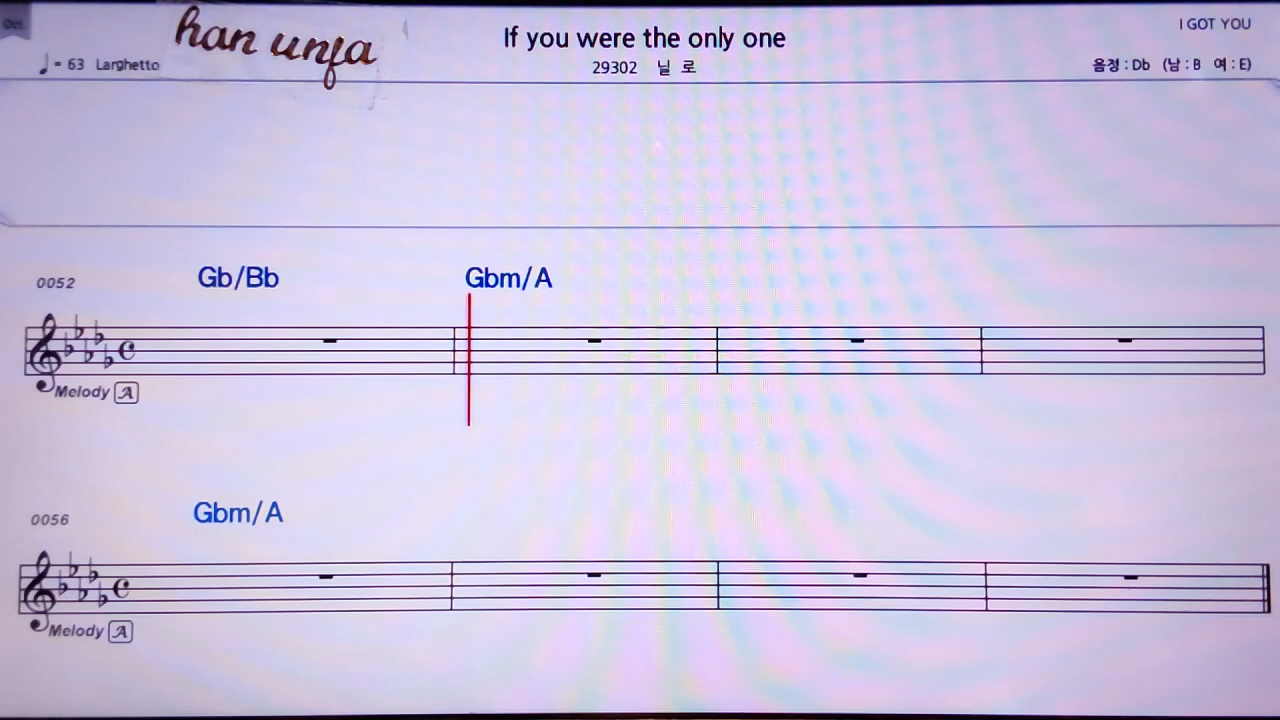 han unfa
If you were the only one
I GOT YOU
♩ = 63 Larghetto
29302 닐 로
음정 : Db (남 : B 여 : E)
0052
Gb/Bb
Gbm/A
Melody A
0056
Gbm/A
Melody A